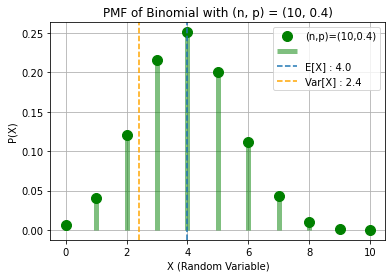 PMF of Binomial with (n, p) = (10, 0.4)
(n,p)=(10,0.4)
E[X] : 4.0
Var[X] : 2.4
P(X)
0.25
0.20
0.15
0.10
0.05
0.00
0 2 4 6 8 10
X (Random Variable)